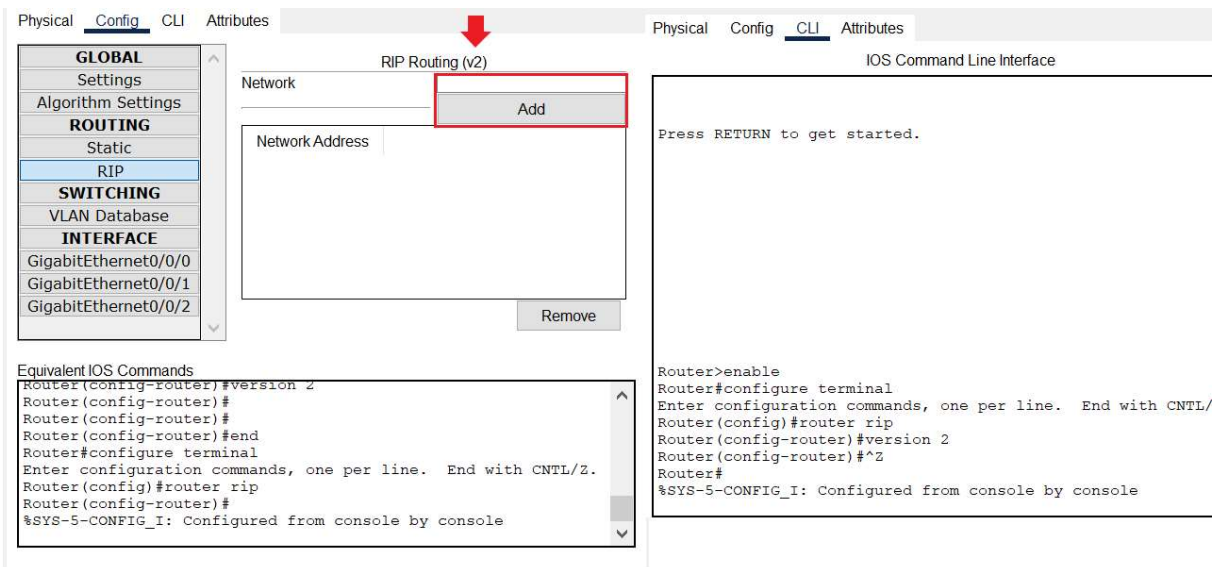 Physical Config CLI Attributes
GLOBAL
Settings
Algorithm Settings
ROUTING
Static
RIP
SWITCHING
VLAN Database
INTERFACE
GigabitEthernet0/0/0
GigabitEthernet0/0/1
GigabitEthernet0/0/2
RIP Routing (v2)
Network
Add
Network Address
Remove
Equivalent IOS Commands
Router(config-router)#version 2
Router(config-router)#
Router(config-router)#
Router(config-router)#end
Router#configure terminal
Enter configuration commands, one per line.  End with CNTL/Z.
Router(config)#router rip
Router(config-router)#
%SYS-5-CONFIG_I: Configured from console by console
Physical Config CLI Attributes
IOS Command Line Interface
Press RETURN to get started.
Router>enable
Router#configure terminal
Enter configuration commands, one per line.  End with CNTL/
Router(config)#router rip
Router(config-router)#version 2
Router(config-router)#^Z
Router#
%SYS-5-CONFIG_I: Configured from console by console